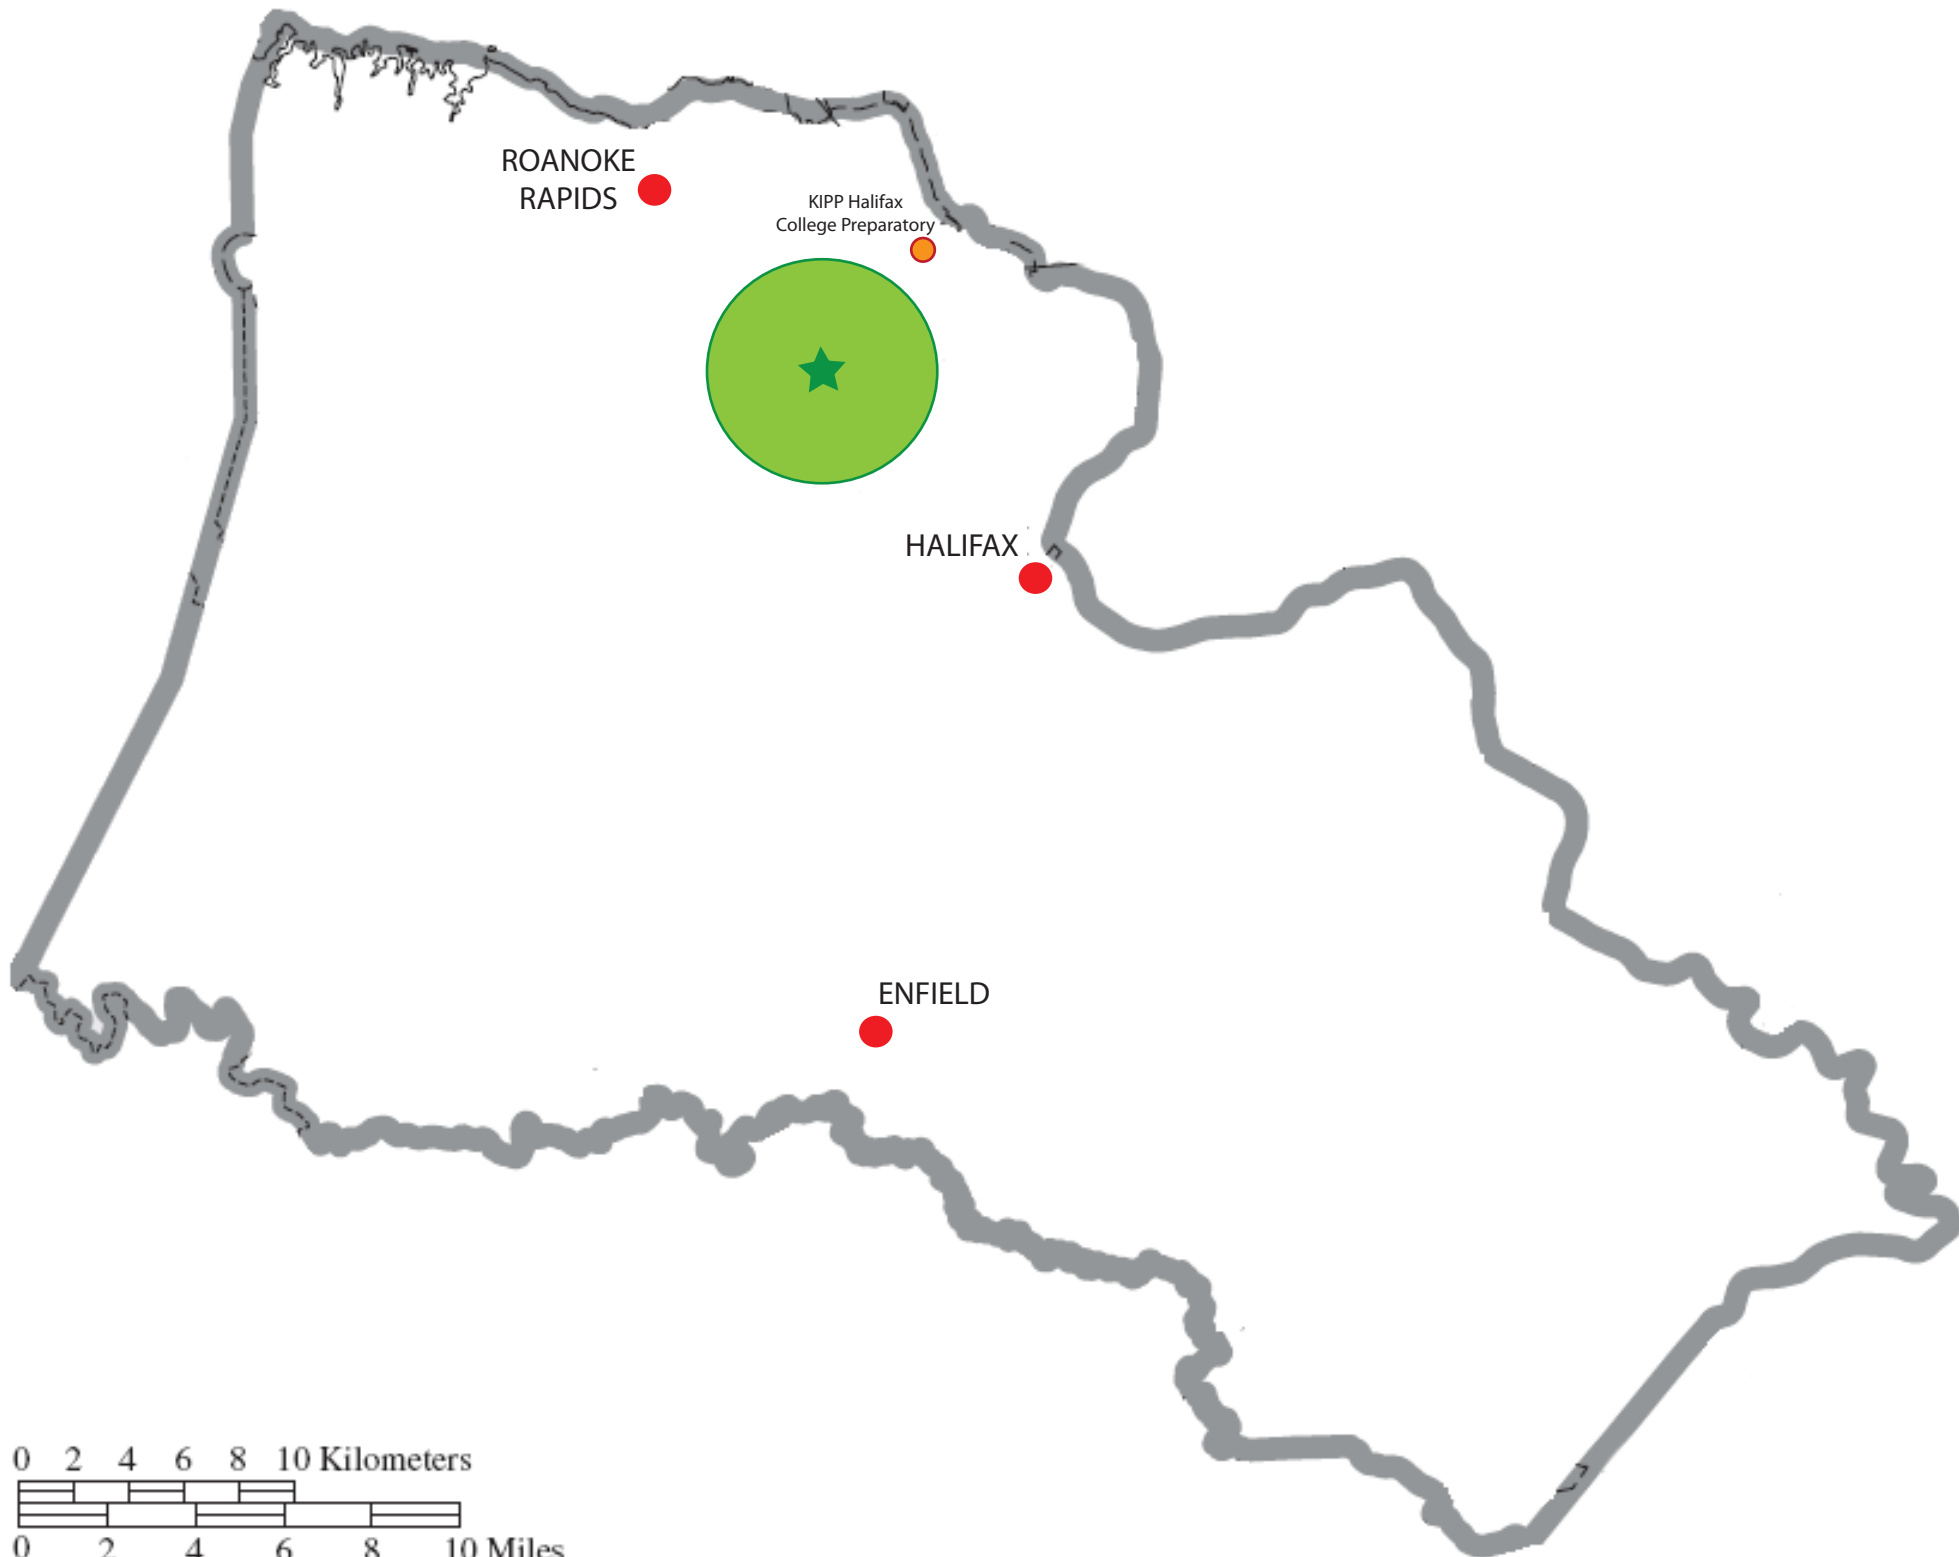 ROANOKE
RAPIDS
KIPP Halifax
College Preparatory
HALIFAX
ENFIELD
0 2 4 6 8 10 Kilometers
0 2 4 6 8 10 Miles